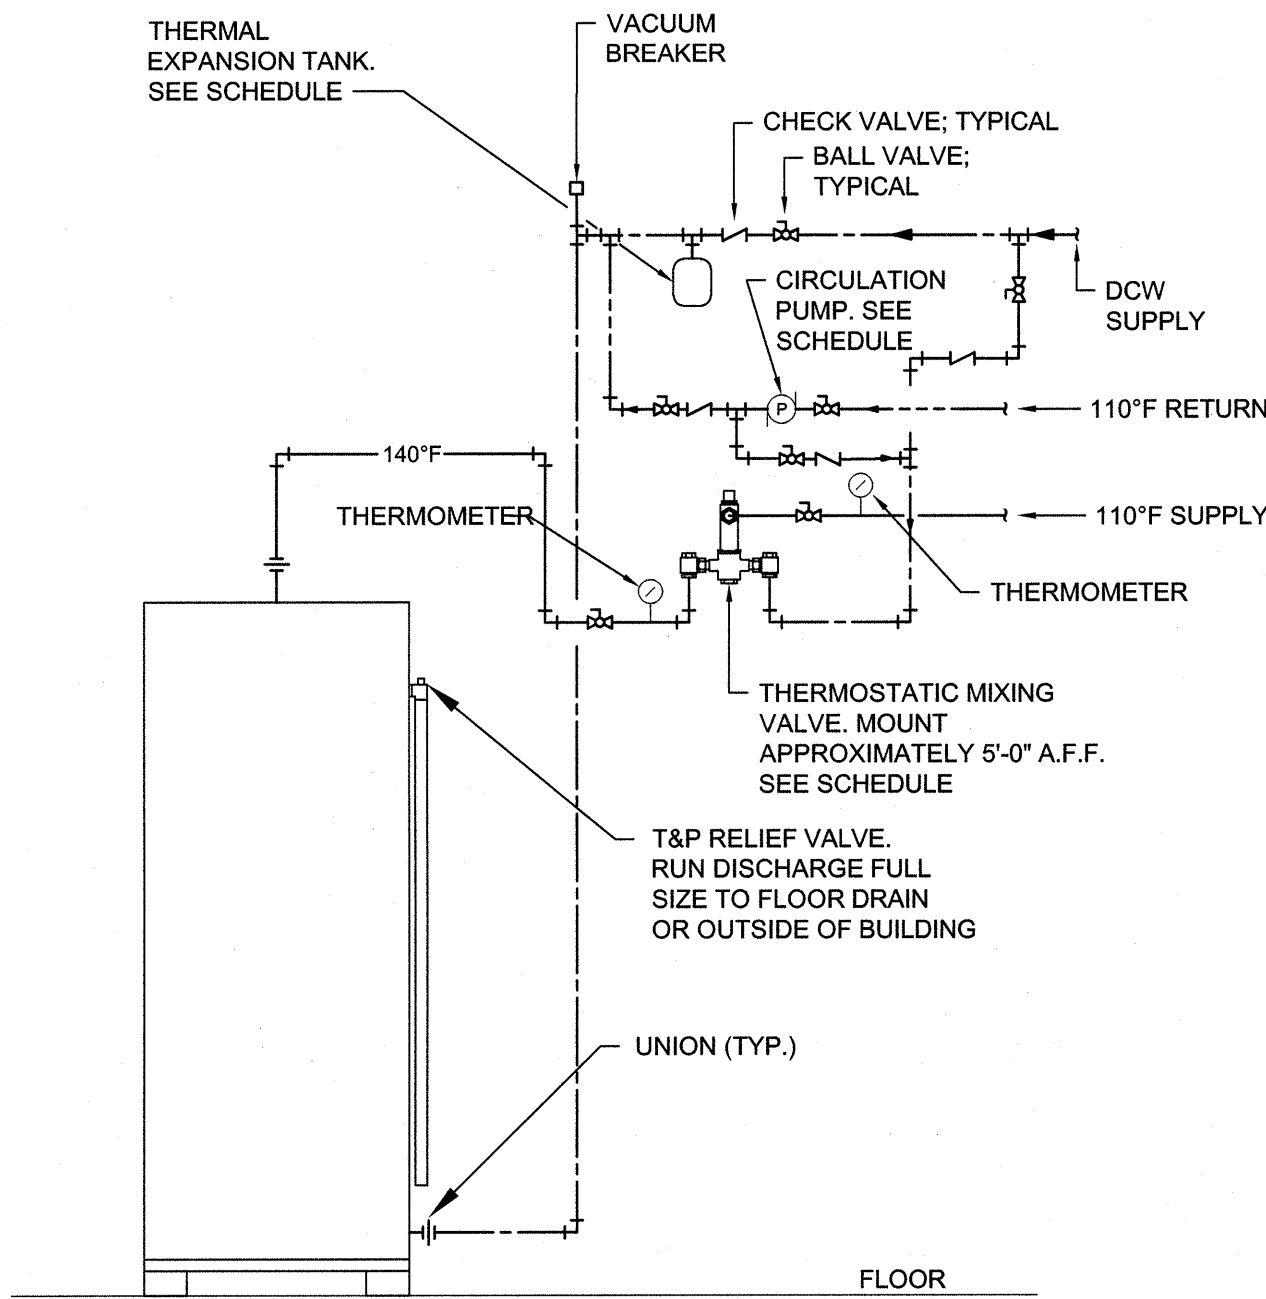 THERMAL
EXPANSION TANK.
SEE SCHEDULE
VACUUM
BREAKER
CHECK VALVE; TYPICAL
BALL VALVE;
TYPICAL
CIRCULATION
PUMP. SEE
SCHEDULE
DCW
SUPPLY
P
110°F RETURN
140°F
THERMOMETER
110°F SUPPLY
THERMOMETER
THERMOSTATIC MIXING
VALVE. MOUNT
APPROXIMATELY 5'-0" A.F.F.
SEE SCHEDULE
T&P RELIEF VALVE.
RUN DISCHARGE FULL
SIZE TO FLOOR DRAIN
OR OUTSIDE OF BUILDING
UNION (TYP.)
FLOOR